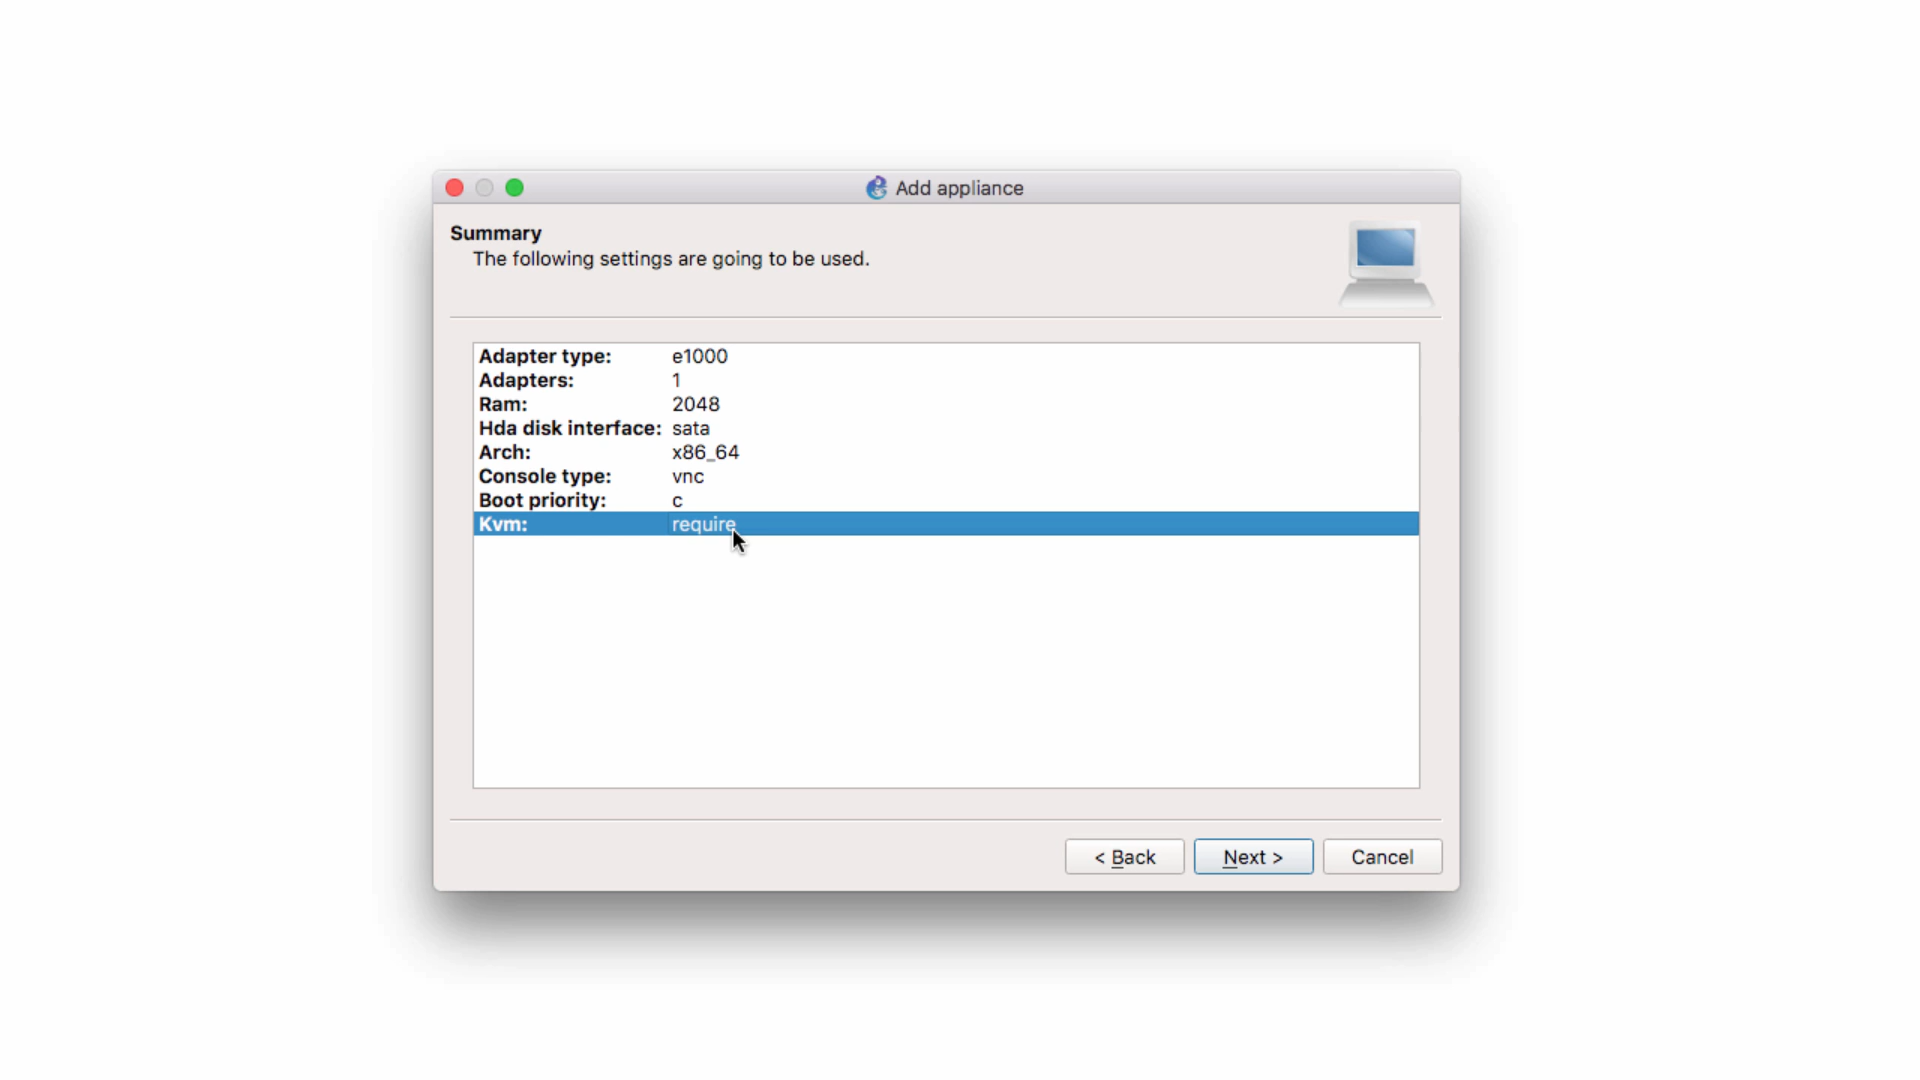 Add appliance
Summary
The following settings are going to be used.
Adapter type: e1000
Adapters: 1
Ram: 2048
Hda disk interface: sata
Arch: x86_64
Console type: vnc
Boot priority: c
Kvm: require
< Back Next > Cancel